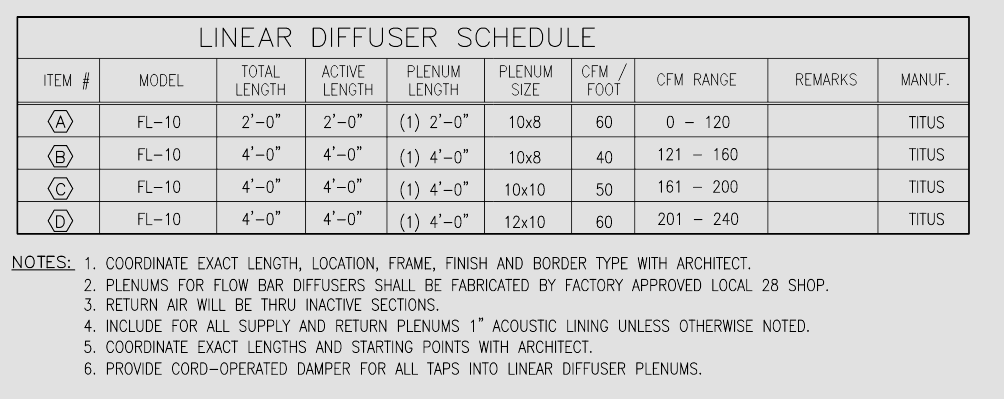 LINEAR DIFFUSER SCHEDULE
ITEM # MODEL TOTAL LENGTH ACTIVE LENGTH PLENUM LENGTH PLENUM SIZE CFM / FOOT CFM RANGE REMARKS MANUF.
A FL-10 2'-0" 2'-0" (1) 2'-0" 10x8 60 0 - 120 TITUS
B FL-10 4'-0" 4'-0" (1) 4'-0" 10x8 40 121 - 160 TITUS
C FL-10 4'-0" 4'-0" (1) 4'-0" 10x10 50 161 - 200 TITUS
D FL-10 4'-0" 4'-0" (1) 4'-0" 12x10 60 201 - 240 TITUS
NOTES: 1. COORDINATE EXACT LENGTH, LOCATION, FRAME, FINISH AND BORDER TYPE WITH ARCHITECT.
2. PLENUMS FOR FLOW BAR DIFFUSERS SHALL BE FABRICATED BY FACTORY APPROVED LOCAL 28 SHOP.
3. RETURN AIR WILL BE THRU INACTIVE SECTIONS.
4. INCLUDE FOR ALL SUPPLY AND RETURN PLENUMS 1" ACOUSTIC LINING UNLESS OTHERWISE NOTED.
5. COORDINATE EXACT LENGTHS AND STARTING POINTS WITH ARCHITECT.
6. PROVIDE CORD-OPERATED DAMPER FOR ALL TAPS INTO LINEAR DIFFUSER PLENUMS.